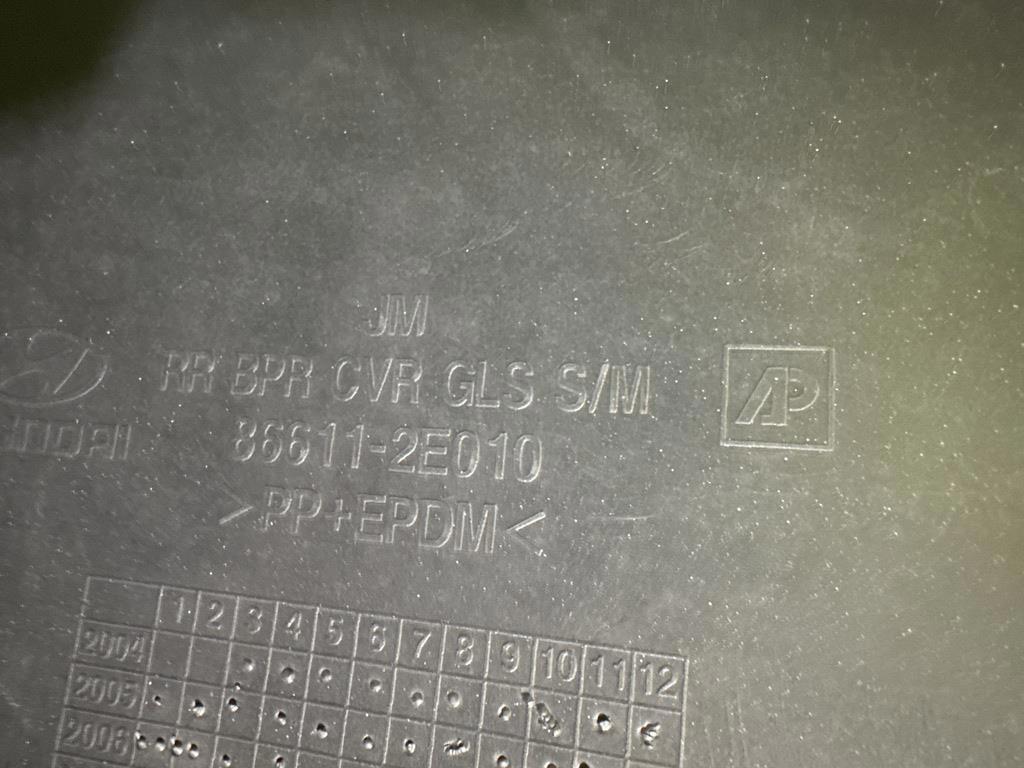 JM
RR BPR CVR GLS S/M
AP
86611-2E010
>PP+EPDM<
1 2 3 4 5 6 7 8 9 10 11 12
2004
2005
2006